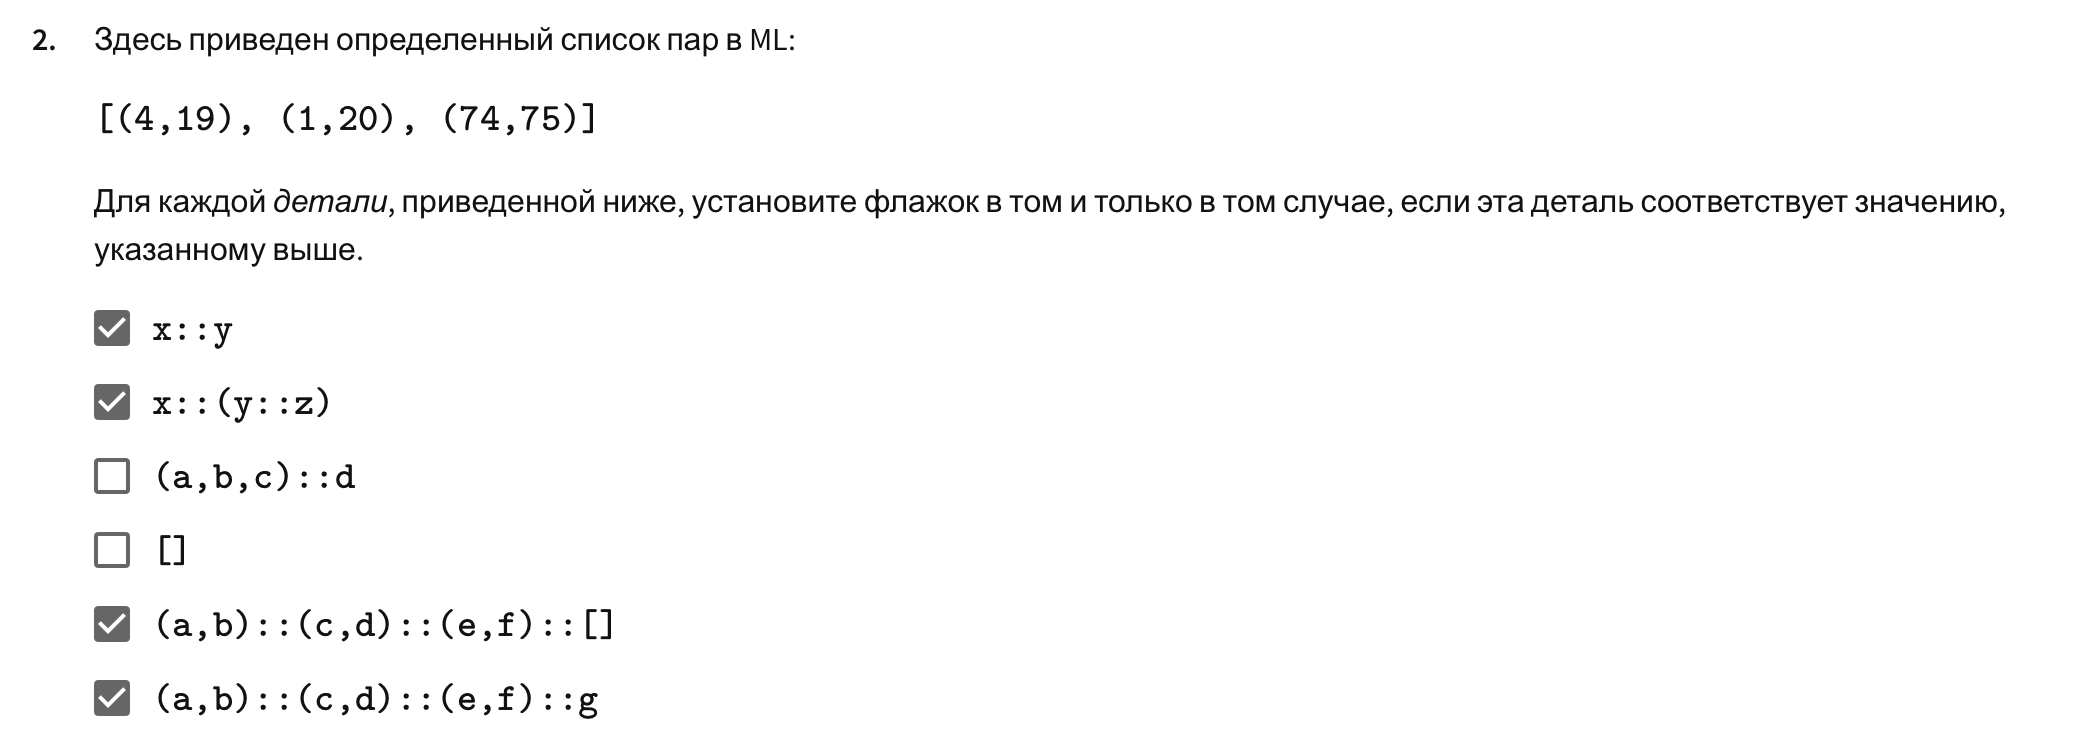 2. Здесь приведен определенный список пар в ML:
[(4,19), (1,20), (74,75)]
Для каждой детали, приведенной ниже, установите флажок в том и только в том случае, если эта деталь соответствует значению,
указанному выше.
x::y
x::(y::z)
(a,b,c)::d
[]
(a,b)::(c,d)::(e,f)::[]
(a,b)::(c,d)::(e,f)::g